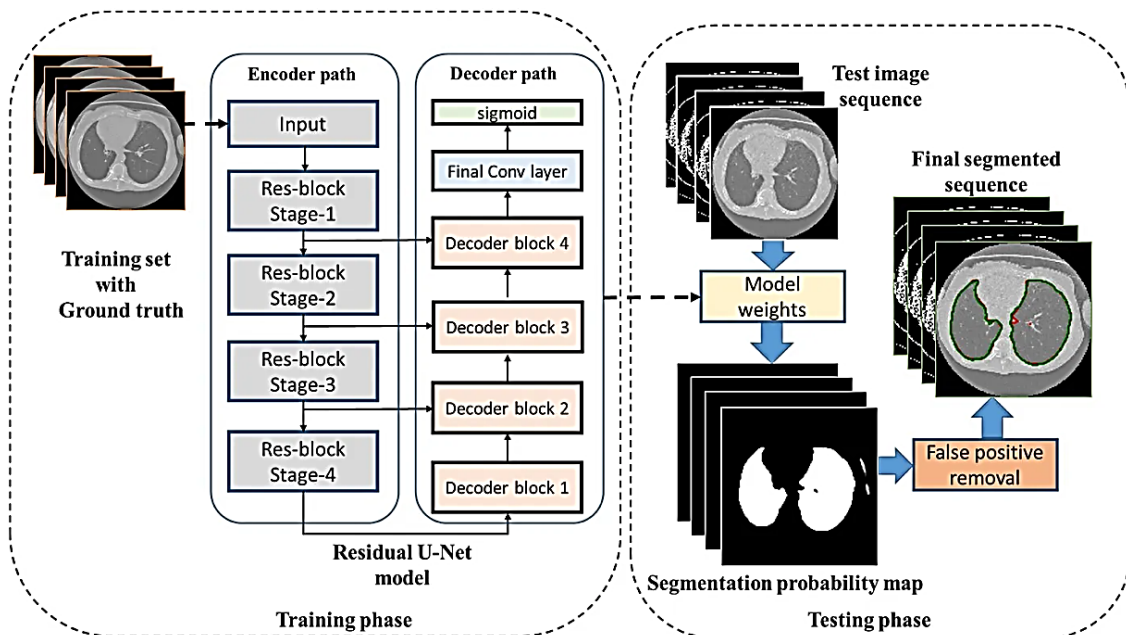 Training set
with
Ground truth
Encoder path
Input
Res-block
Stage-1
Res-block
Stage-2
Res-block
Stage-3
Res-block
Stage-4
Decoder path
sigmoid
Final Conv layer
Decoder block 4
Decoder block 3
Decoder block 2
Decoder block 1
Residual U-Net
model
Training phase
Test image
sequence
Model
weights
Segmentation probability map
False positive
removal
Final segmented
sequence
Testing phase